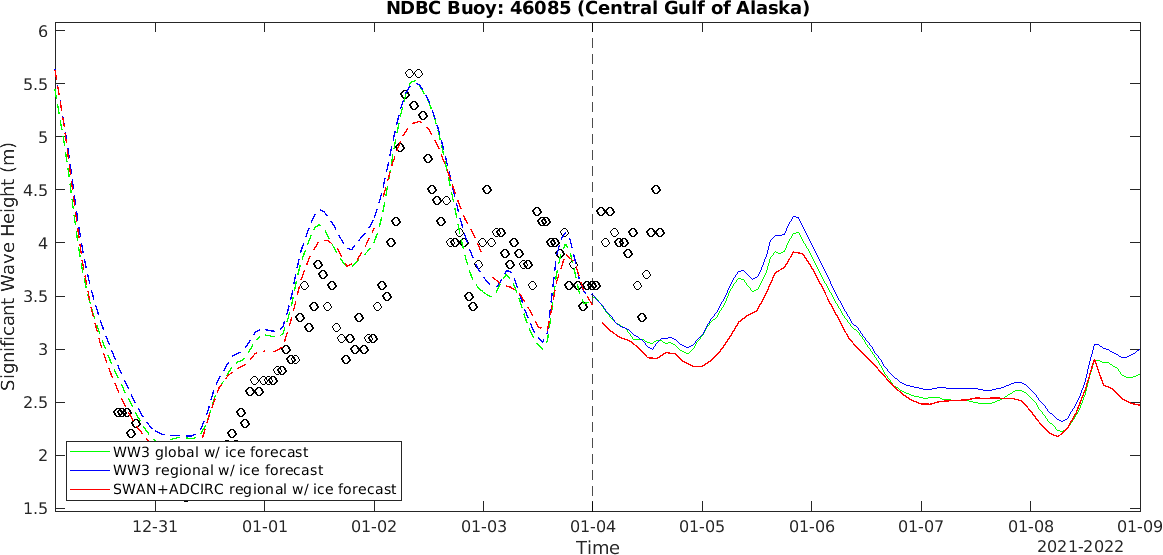 NDBC Buoy: 46085 (Central Gulf of Alaska)
6
5.5
5
4.5
4
3.5
3
2.5
2
1.5
Significant Wave Height (m)
WW3 global w/ ice forecast
WW3 regional w/ ice forecast
SWAN+ADCIRC regional w/ ice forecast
12-31 01-01 01-02 01-03 01-04 01-05 01-06 01-07 01-08 01-09
Time
2021-2022